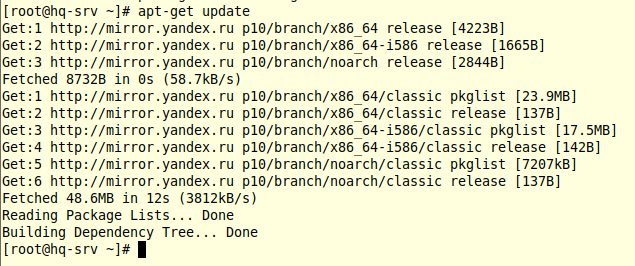 [root@hq-srv ~]# apt-get update
Get:1 http://mirror.yandex.ru p10/branch/x86_64 release [4223B]
Get:2 http://mirror.yandex.ru p10/branch/x86_64-i586 release [1665B]
Get:3 http://mirror.yandex.ru p10/branch/noarch release [2844B]
Fetched 8732B in 0s (58.7kB/s)
Get:1 http://mirror.yandex.ru p10/branch/x86_64/classic pkglist [23.9MB]
Get:2 http://mirror.yandex.ru p10/branch/x86_64/classic release [137B]
Get:3 http://mirror.yandex.ru p10/branch/x86_64-i586/classic pkglist [17.5MB]
Get:4 http://mirror.yandex.ru p10/branch/x86_64-i586/classic release [142B]
Get:5 http://mirror.yandex.ru p10/branch/noarch/classic pkglist [7207kB]
Get:6 http://mirror.yandex.ru p10/branch/noarch/classic release [137B]
Fetched 48.6MB in 12s (3812kB/s)
Reading Package Lists... Done
Building Dependency Tree... Done
[root@hq-srv ~]#